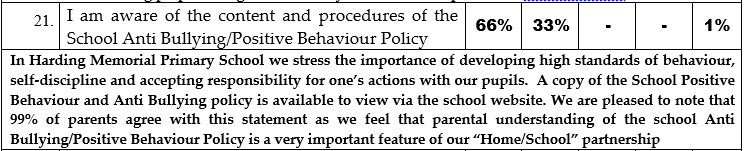 21. I am aware of the content and procedures of the School Anti Bullying/Positive Behaviour Policy 66% 33% - - 1%
In Harding Memorial Primary School we stress the importance of developing high standards of behaviour,
self-discipline and accepting responsibility for one's actions with our pupils. A copy of the School Positive
Behaviour and Anti Bullying policy is available to view via the school website. We are pleased to note that
99% of parents agree with this statement as we feel that parental understanding of the school Anti
Bullying/Positive Behaviour Policy is a very important feature of our "Home/School" partnership